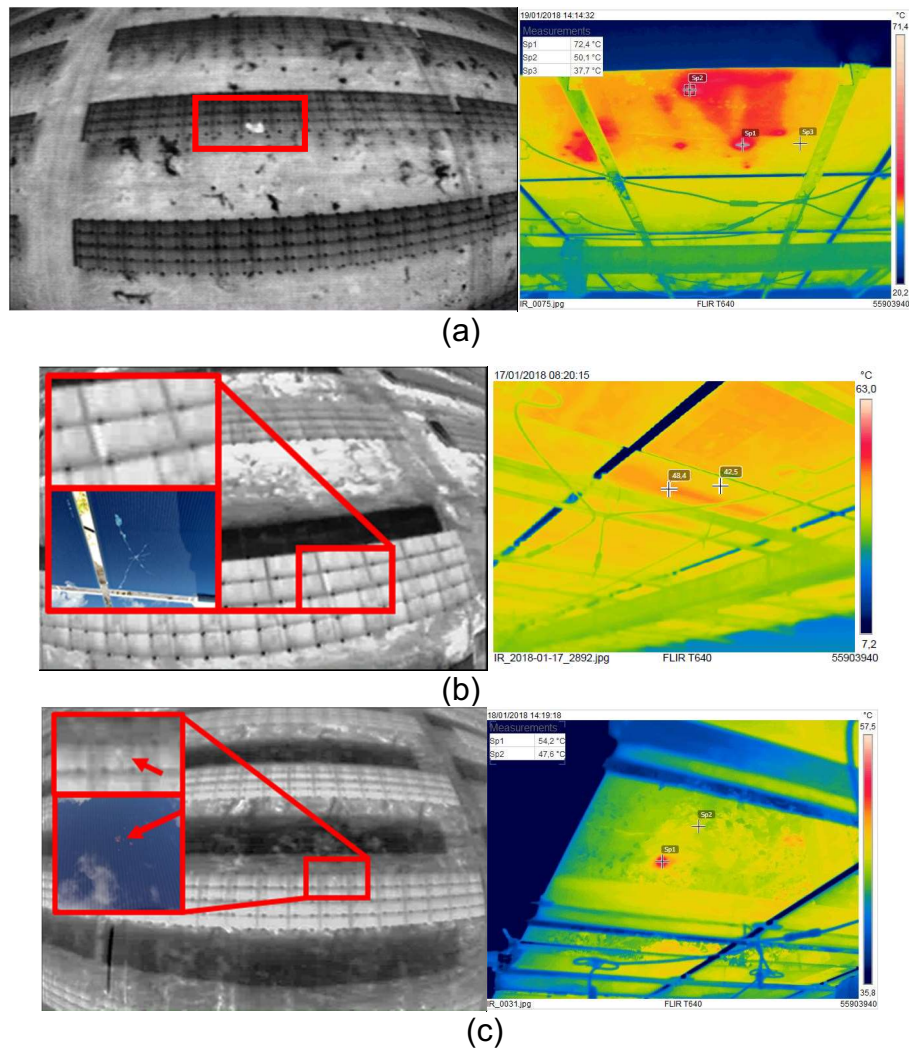 19/01/2018 14:14:32
°C
Measurements
Sp1 72,4 °C
Sp2 50,1 °C
Sp3 37,7 °C
71,4
Sp2
Sp1
Sp3
20,2
IR_0075.jpg FLIR T640 55903940
(a)
17/01/2018 08:20:15
°C
63,0
48,4
42,5
7,2
IR_2018-01-17_2892.jpg FLIR T640 55903940
(b)
18/01/2018 14:19:18
°C
Measurements
Sp1 54,2 °C
Sp2 47,6 °C
57,5
Sp2
Sp1
35,8
IR_0031.jpg FLIR T640 55903940
(c)